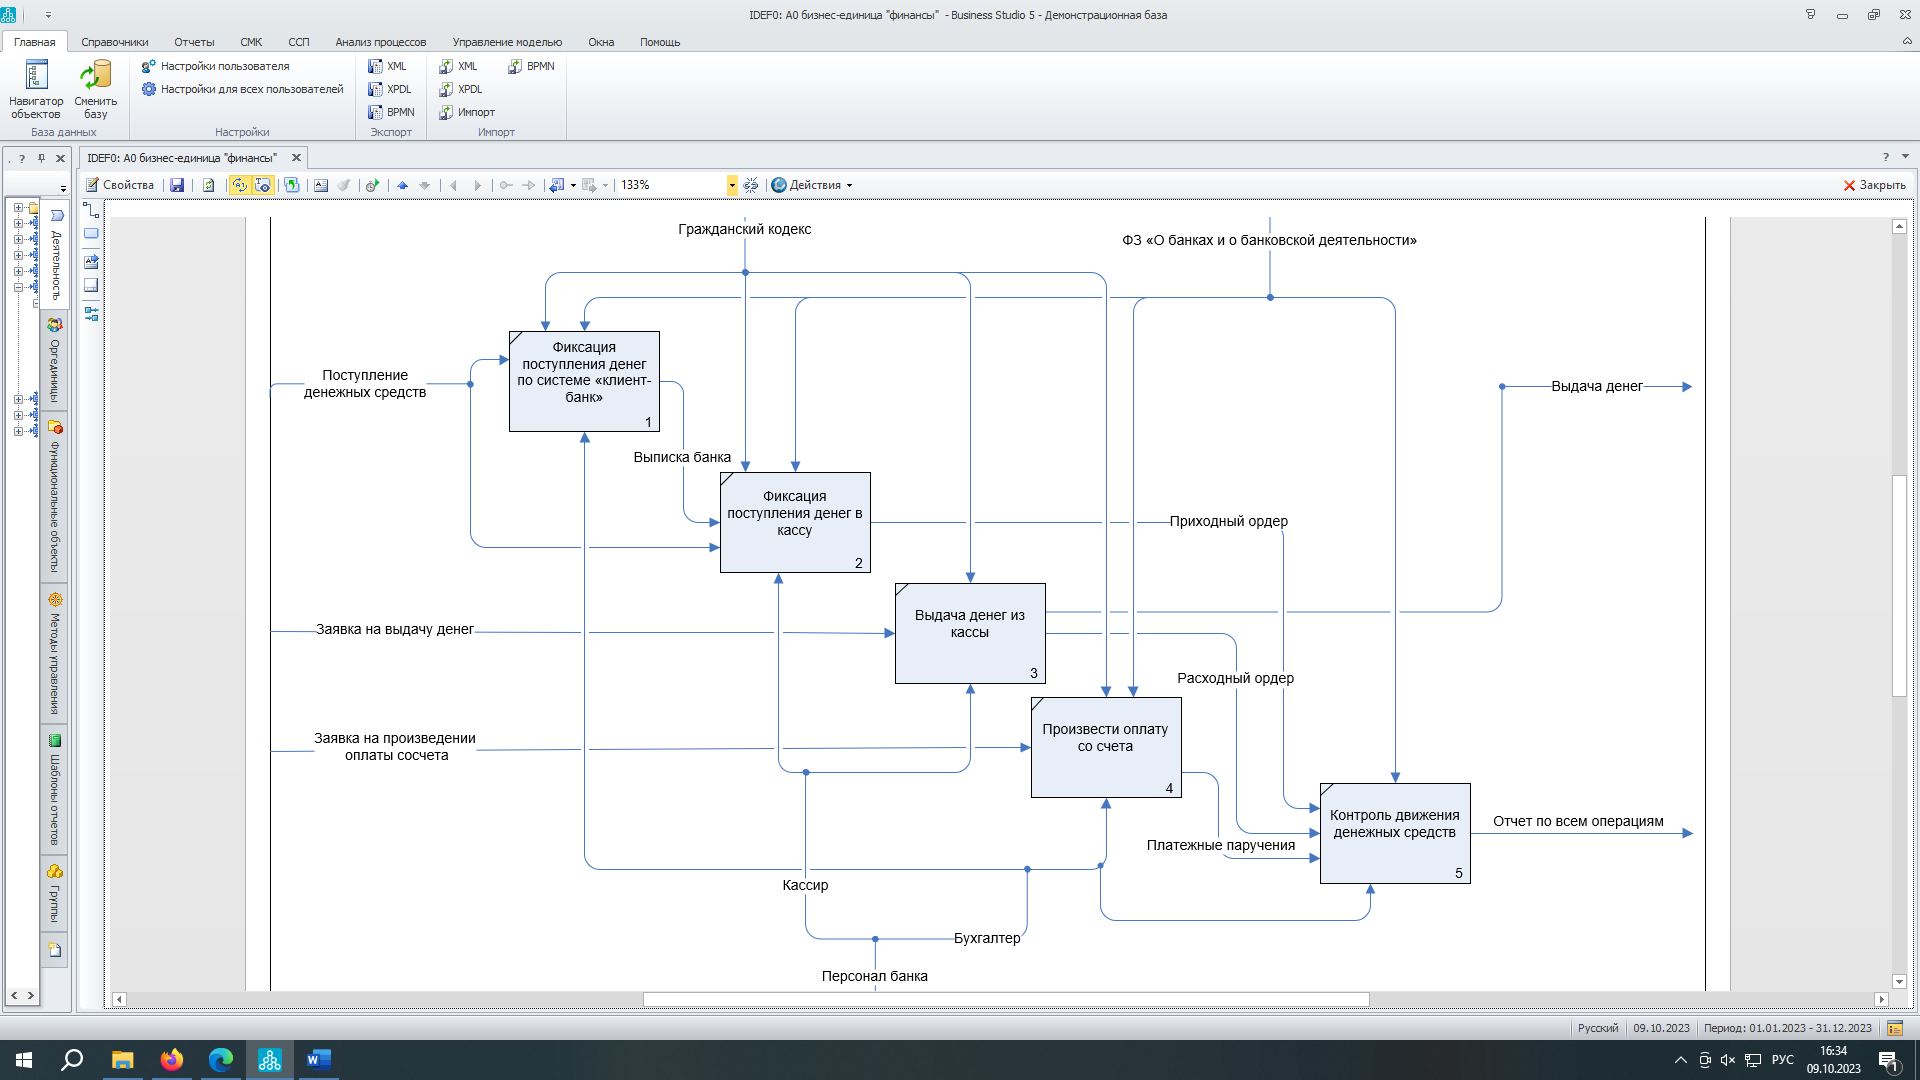 IDEF0: A0 бизнес-единица "финансы" - Business Studio 5 - Демонстрационная база
Главная
Справочники
Отчеты
СМК
ССП
Анализ процессов
Управление моделью
Окна
Помощь
Навигатор
объектов
Сменить
базу
База данных
Настройки пользователя
Настройки для всех пользователей
Настройки
XML
XPDL
BPMN
Экспорт
XML
BPMN
XPDL
Импорт
Импорт
IDEF0: A0 бизнес-единица "финансы"
Свойства
133%
Действия
Закрыть
Деятельность
Оргединицы
Функциональные объекты
Методы управления
Шаблоны отчетов
Группы
Гражданский кодекс
ФЗ «О банках и о банковской деятельности»
Поступление
денежных средств
Фиксация
поступления денег
по системе «клиент-
банк»
1
Выдача денег
Выписка банка
Фиксация
поступления денег в
кассу
2
Приходный ордер
Заявка на выдачу денег
Выдача денег из
кассы
3
Расходный ордер
Заявка на произведении
оплаты сосчета
Произвести оплату
со счета
4
Контроль движения
денежных средств
5
Отчет по всем операциям
Платежные паручения
Кассир
Бухгалтер
Персонал банка
Русский
09.10.2023
Период: 01.01.2023 - 31.12.2023
РУС
16:34
09.10.2023
1